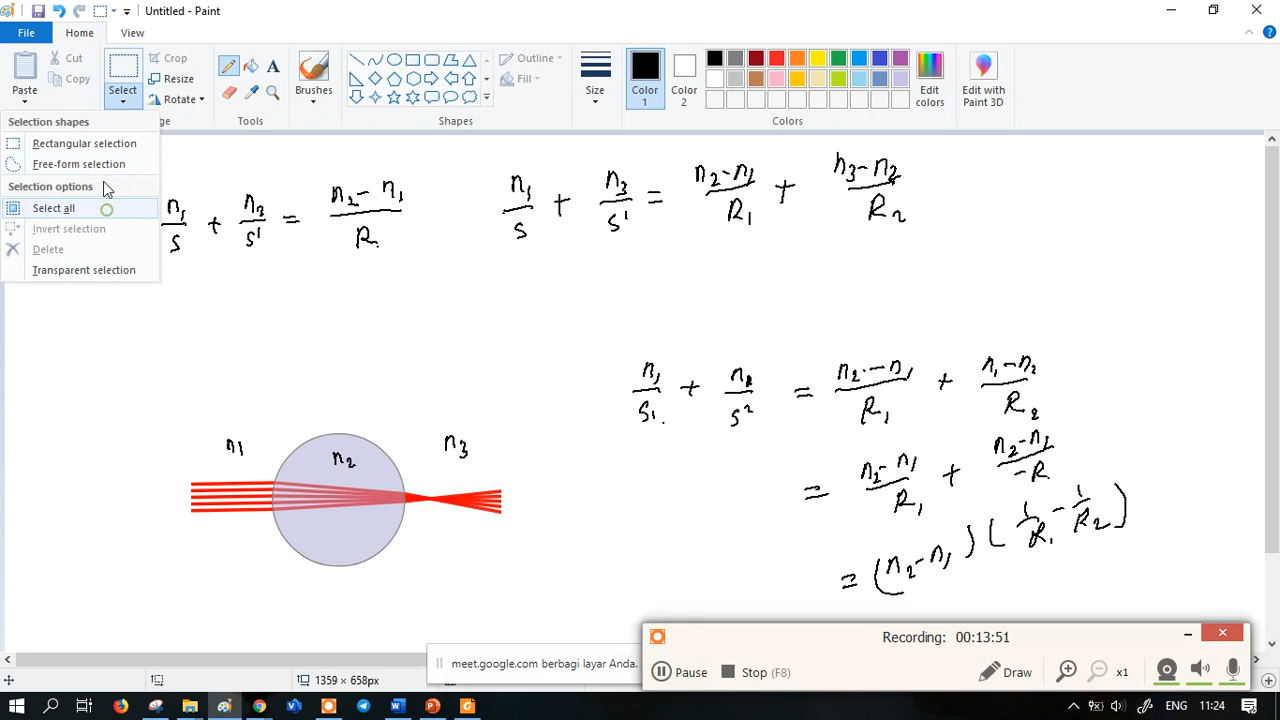 Untitled - Paint
File
Home
View
Paste
Cut
Copy
Select
Crop
Resize
Rotate
Brushes
Outline
Fill
Size
Color 1
Color 2
Edit colors
Edit with Paint 3D
ge
Tools
Shapes
Colors
Selection shapes
Rectangular selection
Free-form selection
Selection options
Select all
Invert selection
Delete
Transparent selection
n1/s + n2/s' = n2-n1/R
n1/s + n3/s' = n2-n1/R1 + n3-n2/R2
n1/s1. + /s2 = n2.-n1/R1 + n1-n2/R2
= n2-n1/R1 + n2-n1/-R
= (n2-n1)(1/R1 - 1/R2)
n1
n2
n3
Recording: 00:13:51
Pause
Stop (F8)
Draw
x1
meet.google.com berbagi layar Anda.
1359 × 658px
ENG
11:24